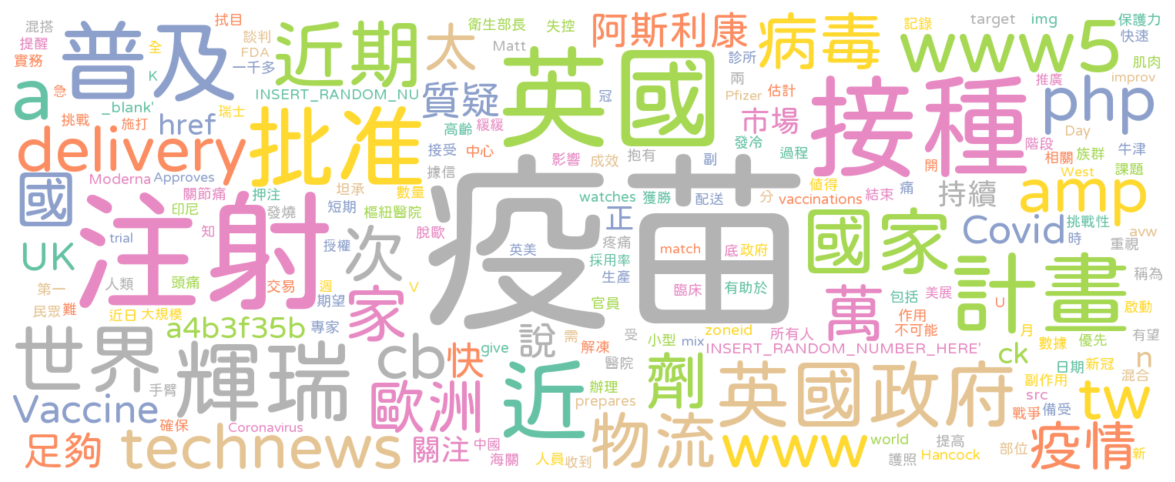 混搭
拭目
談判
衛生部長
失控
阿斯利康
病毒
記錄
target
img
保護力
提醒
普及
FDA
近期
太
Matt
www5
快速
實務
全
一千多
英國
診所
兩
肌肉
急
K
INSERT_RANDOM_NU
質疑
冠
Pfizer
估計
接種
推廣
improv
a
_blank'
瑞士
批准
市場
php
挑戰
施打
href
高齡
緩緩
發冷
過程
階段
Day
牛津
delivery
接受
中心
影響
成效
抱有
副
開
相關
族群
國
Moderna
Approves
據信
疫苗
值得
West
課題
關節痛
押注
坦承
數量
watches
獲勝
配送
分
vaccinations
結束
痛
持續
amp
印尼
發燒
短期
樞紐醫院
正
挑戰性
注射
次
脫歐
國家
Covid
時
avw
UK
trial
知
授權
英美
疼痛
match
底
政府
重視
人類
頭痛
採用率
計畫
稱為
第一
交易
週
期望
V
家
生產
臨床
有助於
萬
包括
美展
啟動
民眾
難
近日
大規模
官員
作用
U
a4b3f35b
專家
說
需
受
小型
zoneid
所有人
不可能
月
數據
優先
有望
世界
輝瑞
cb
快
give
近
解凍
mix
INSERT_RANDOM_NUMBER_HERE'
ck
n
手臂
歐洲
醫院
劑
英國政府
日期
新冠
混合
Vaccine
辦理
副作用
tw
prepares
src
確保
Coronavirus
戰爭
備受
足夠
technews
關注
中國
物流
www
world
提高
疫情
海關
人員
收到
護照
Hancock
部位
新